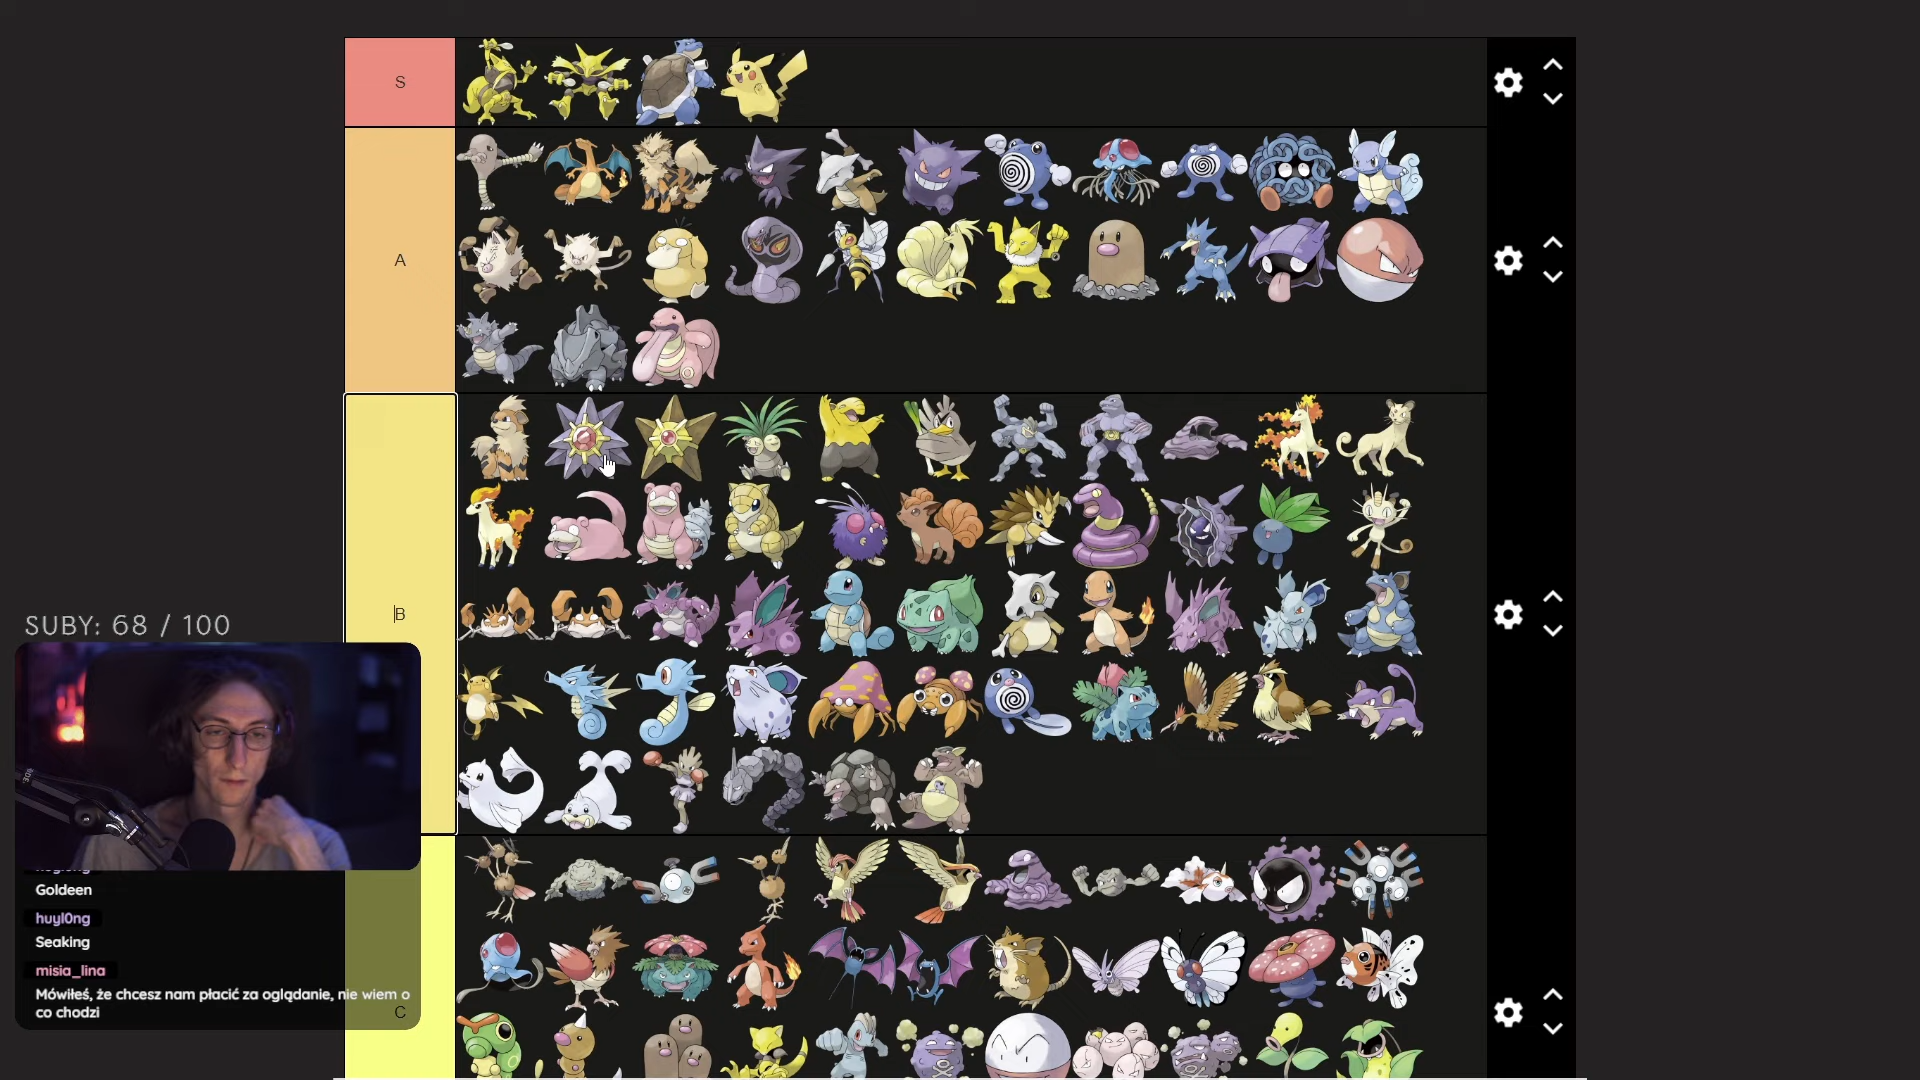 S
A
B
SUBY: 68 / 100
Goldeen
huyl0ng
Seaking
misia_lina
Mówiłeś, że chcesz nam płacić za oglądanie, nie wiem o
co chodzi
C